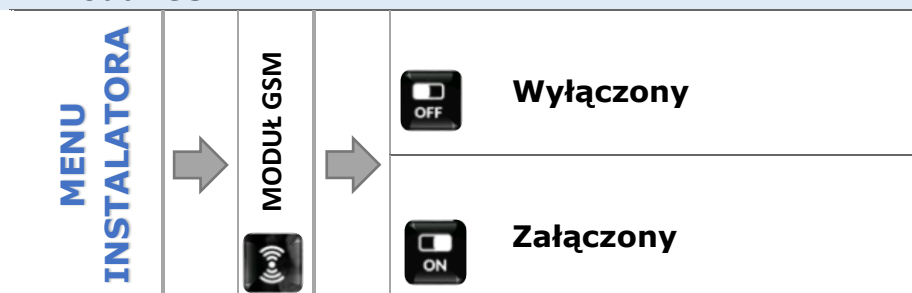 MENU
INSTALATORA
MODUŁ GSM
OFF
Wyłączony
ON
Załączony